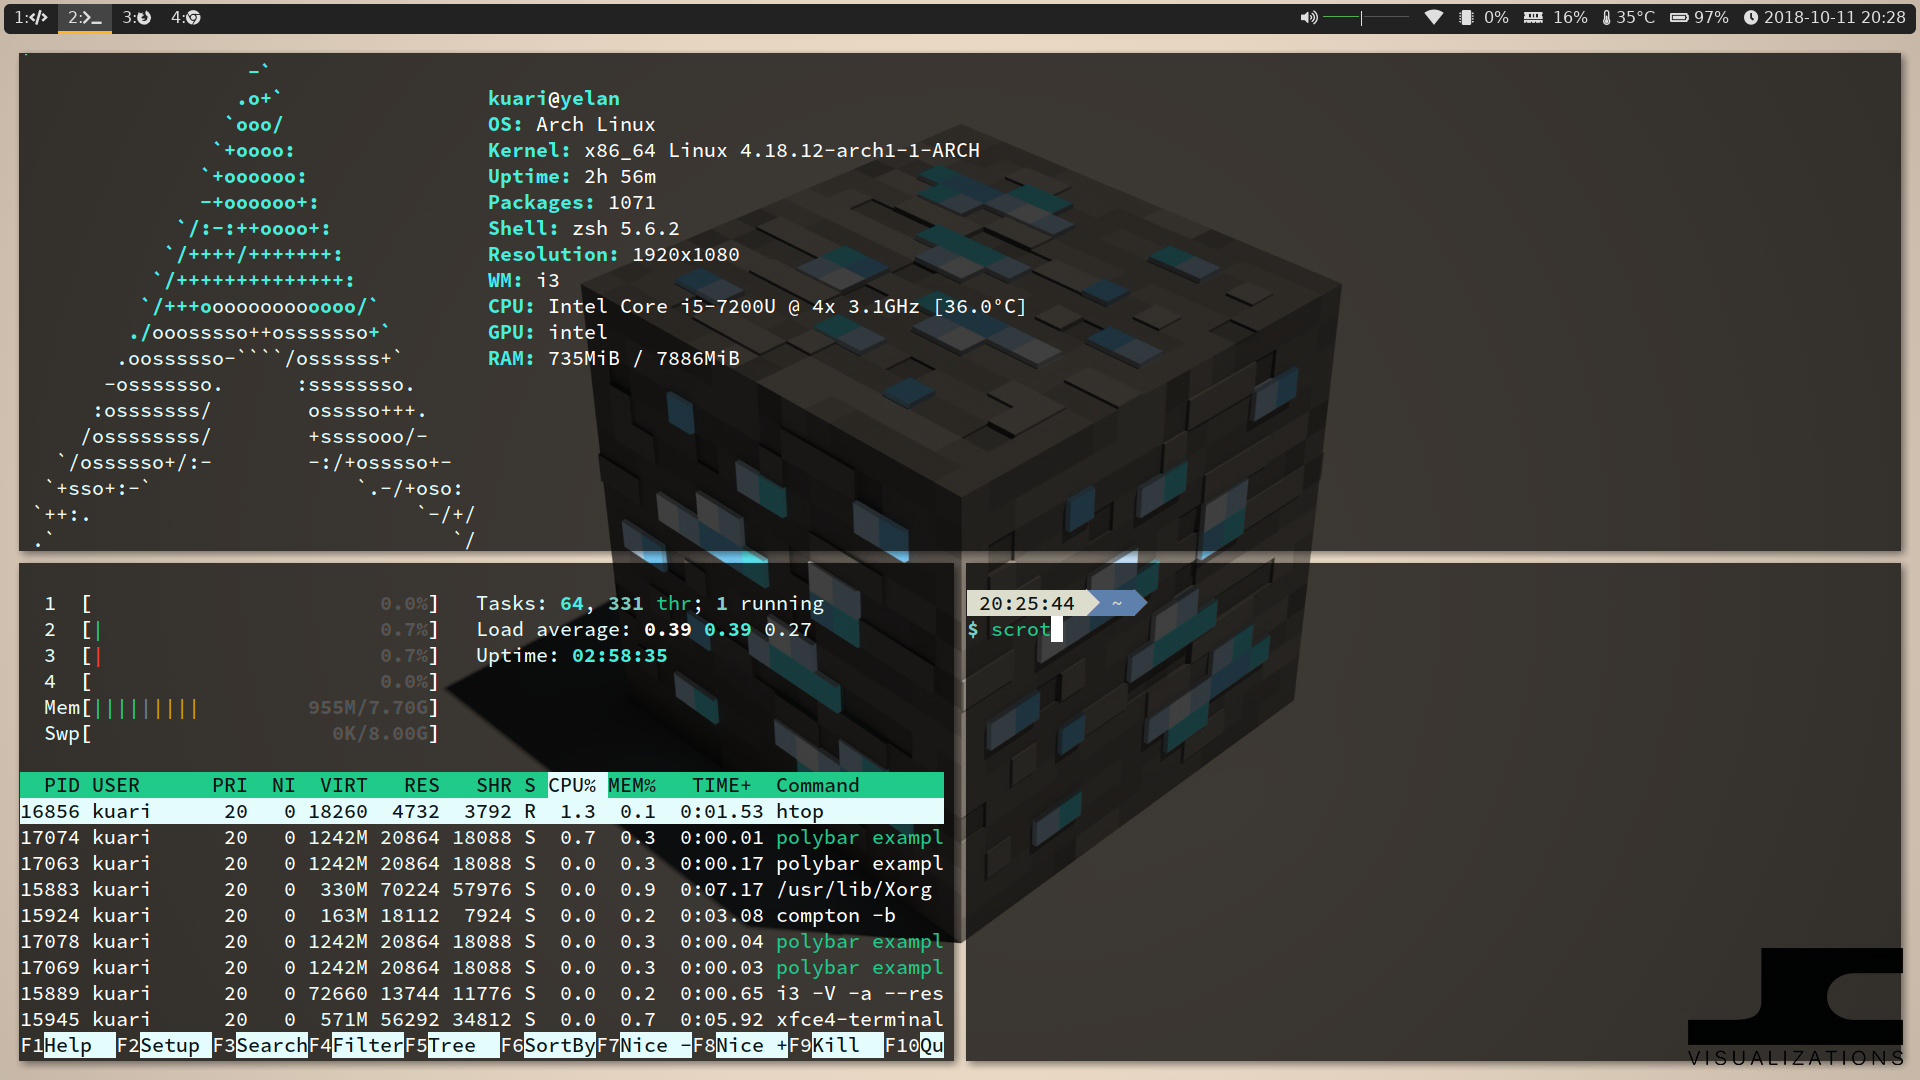 1: 2: 3: 4: 0% 16% 35°C 97% 2018-10-11 20:28
-`
.o+`
`ooo/
`+oooo:
`+oooooo:
-+oooooo+:
`/:-:++oooo+:
`/++++/+++++++:
`/++++++++++++++:
`/+++ooooooooooooo/`
./ooosssso++osssssso+`
.oossssso-````/ossssss+`
-osssssso. :ssssssso.
:osssssss/ osssso+++.
/ossssssss/ +ssssooo/-
`/ossssso+/:- -:/+osssso+-
`+sso+:-` `.-/+oso:
`++:. `-/+/
.` `/
kuari@yelan
OS: Arch Linux
Kernel: x86_64 Linux 4.18.12-arch1-1-ARCH
Uptime: 2h 56m
Packages: 1071
Shell: zsh 5.6.2
Resolution: 1920x1080
WM: i3
CPU: Intel Core i5-7200U @ 4x 3.1GHz [36.0°C]
GPU: intel
RAM: 735MiB / 7886MiB
1 [ 0.0%]
2 [| 0.7%]
3 [| 0.7%]
4 [ 0.0%]
Mem[||||||||| 955M/7.70G]
Swp[ 0K/8.00G]
Tasks: 64, 331 thr; 1 running
Load average: 0.39 0.39 0.27
Uptime: 02:58:35
PID USER PRI NI VIRT RES SHR S CPU% MEM% TIME+ Command
16856 kuari 20 0 18260 4732 3792 R 1.3 0.1 0:01.53 htop
17074 kuari 20 0 1242M 20864 18088 S 0.7 0.3 0:00.01 polybar exampl
17063 kuari 20 0 1242M 20864 18088 S 0.0 0.3 0:00.17 polybar exampl
15883 kuari 20 0 330M 70224 57976 S 0.0 0.9 0:07.17 /usr/lib/Xorg
15924 kuari 20 0 163M 18112 7924 S 0.0 0.2 0:03.08 compton -b
17078 kuari 20 0 1242M 20864 18088 S 0.0 0.3 0:00.04 polybar exampl
17069 kuari 20 0 1242M 20864 18088 S 0.0 0.3 0:00.03 polybar exampl
15889 kuari 20 0 72660 13744 11776 S 0.0 0.2 0:00.65 i3 -V -a --res
15945 kuari 20 0 571M 56292 34812 S 0.0 0.7 0:05.92 xfce4-terminal
F1Help F2Setup F3SearchF4FilterF5Tree F6SortByF7Nice -F8Nice +F9Kill F10Qu
20:25:44 ~
$ scrot
VISUALIZATIONS